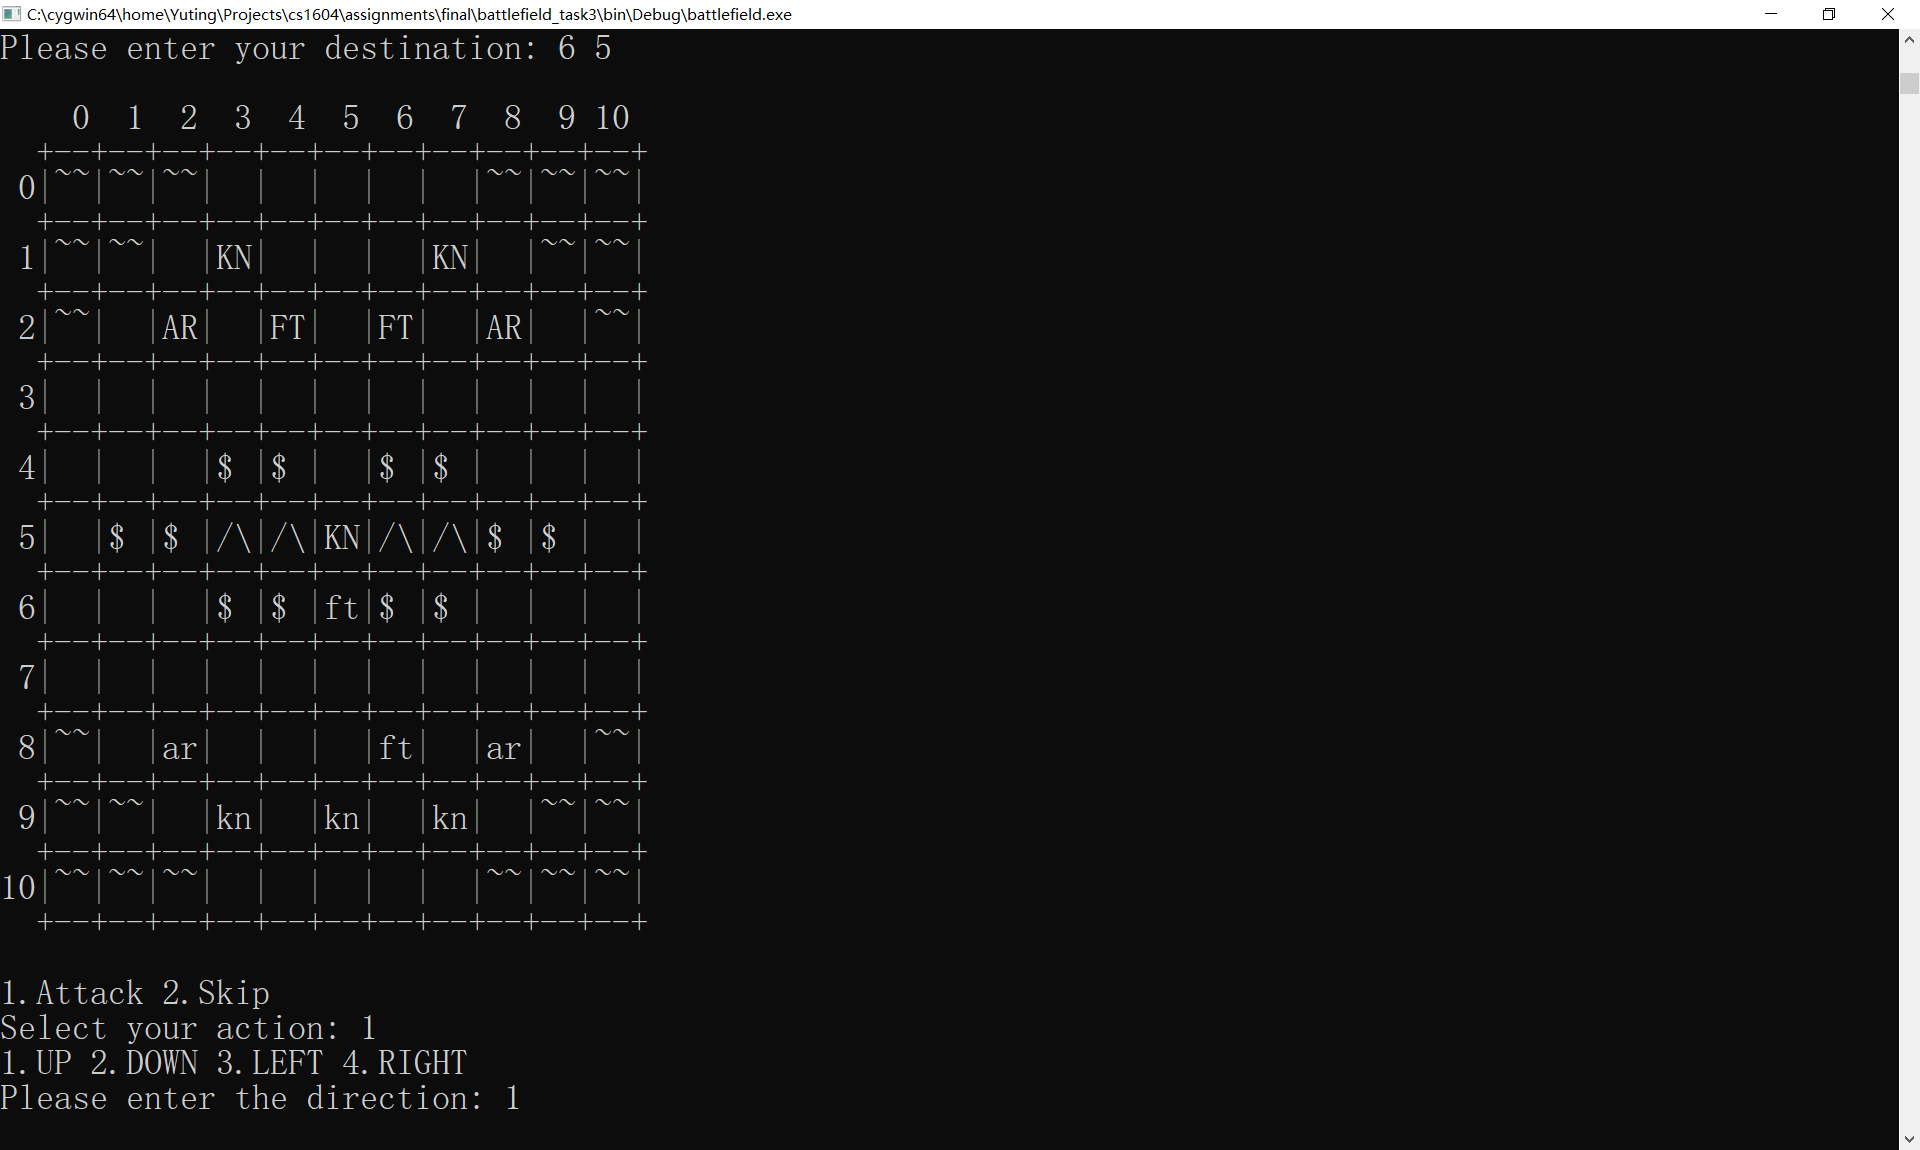 C:\cygwin64\home\Yuting\Projects\cs1604\assignments\final\battlefield_task3\bin\Debug\battlefield.exe
Please enter your destination: 6 5
    0  1  2  3  4  5  6  7  8  9 10
  +--+--+--+--+--+--+--+--+--+--+--+
 0|~~|~~|~~|  |  |  |  |  |~~|~~|~~|
  +--+--+--+--+--+--+--+--+--+--+--+
 1|~~|~~|  |KN|  |  |  |KN|  |~~|~~|
  +--+--+--+--+--+--+--+--+--+--+--+
 2|~~|  |AR|  |FT|  |FT|  |AR|  |~~|
  +--+--+--+--+--+--+--+--+--+--+--+
 3|  |  |  |  |  |  |  |  |  |  |  |
  +--+--+--+--+--+--+--+--+--+--+--+
 4|  |  |  |$ |$ |  |$ |$ |  |  |  |
  +--+--+--+--+--+--+--+--+--+--+--+
 5|  |$ |$ |/\|/\|KN|/\|/\|$ |$ |  |
  +--+--+--+--+--+--+--+--+--+--+--+
 6|  |  |  |$ |$ |ft|$ |$ |  |  |  |
  +--+--+--+--+--+--+--+--+--+--+--+
 7|  |  |  |  |  |  |  |  |  |  |  |
  +--+--+--+--+--+--+--+--+--+--+--+
 8|~~|  |ar|  |  |  |ft|  |ar|  |~~|
  +--+--+--+--+--+--+--+--+--+--+--+
 9|~~|~~|  |kn|  |kn|  |kn|  |~~|~~|
  +--+--+--+--+--+--+--+--+--+--+--+
10|~~|~~|~~|  |  |  |  |  |~~|~~|~~|
  +--+--+--+--+--+--+--+--+--+--+--+
1.Attack 2.Skip
Select your action: 1
1.UP 2.DOWN 3.LEFT 4.RIGHT
Please enter the direction: 1